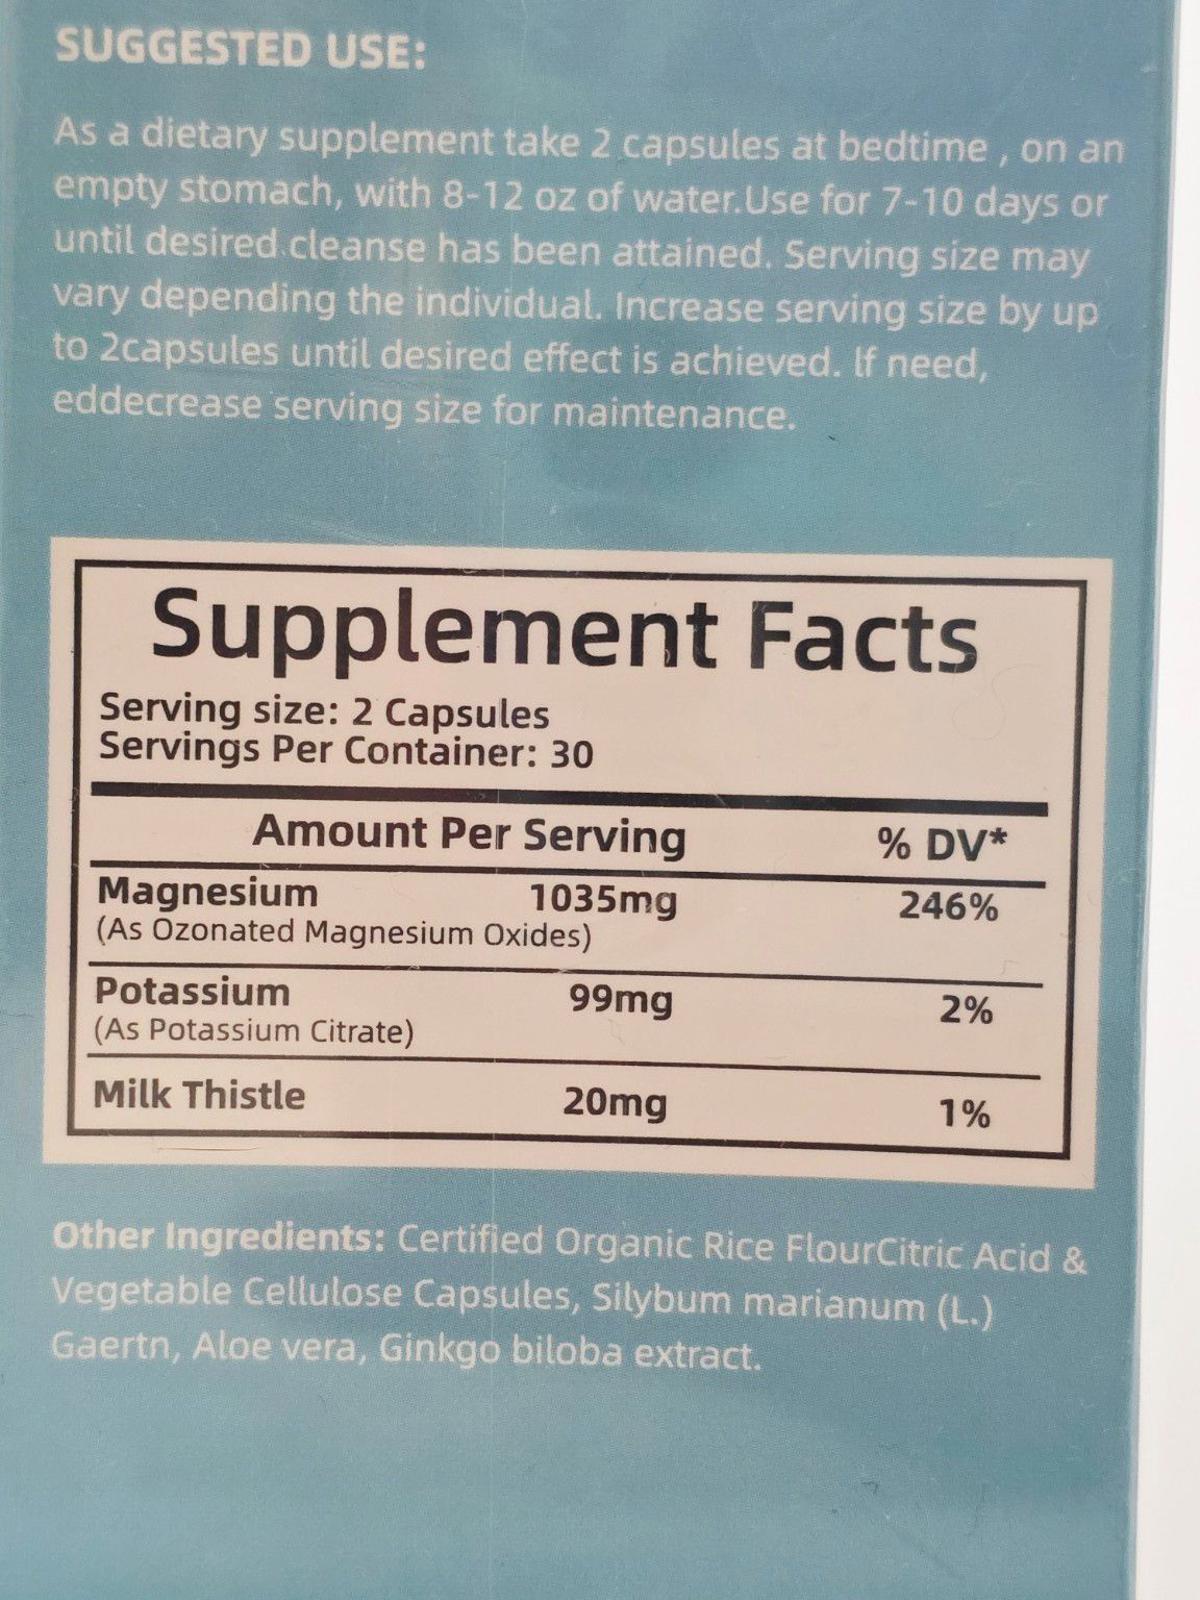 SUGGESTED USE:
As a dietary supplement take 2 capsules at bedtime , on an
empty stomach, with 8-12 oz of water.Use for 7-10 days or
until desired cleanse has been attained. Serving size may
vary depending the individual. Increase serving size by up
to 2capsules until desired effect is achieved. If need,
eddecrease serving size for maintenance.
Supplement Facts
Serving size: 2 Capsules
Servings Per Container: 30
Amount Per Serving % DV*
Magnesium 1035mg 246%
(As Ozonated Magnesium Oxides)
Potassium 99mg 2%
(As Potassium Citrate)
Milk Thistle 20mg 1%
Other Ingredients: Certified Organic Rice FlourCitric Acid &
Vegetable Cellulose Capsules, Silybum marianum (L.)
Gaertn, Aloe vera, Ginkgo biloba extract.